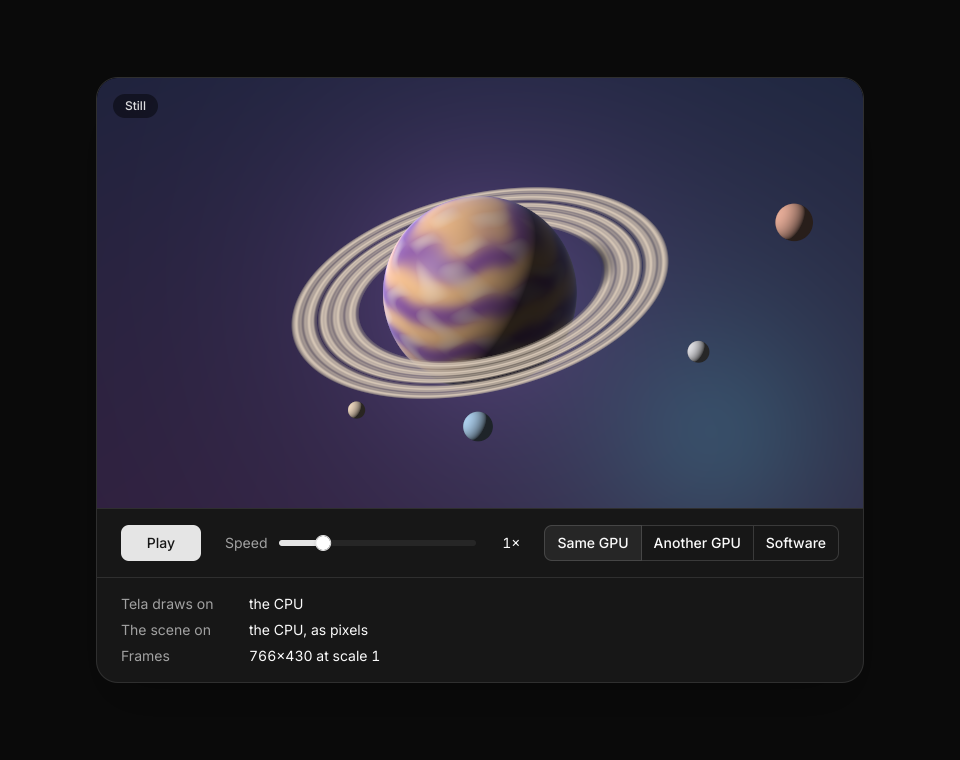 Still
Play
Speed
1×
Same GPU
Another GPU
Software
Tela draws on the CPU
The scene on the CPU, as pixels
Frames 766×430 at scale 1